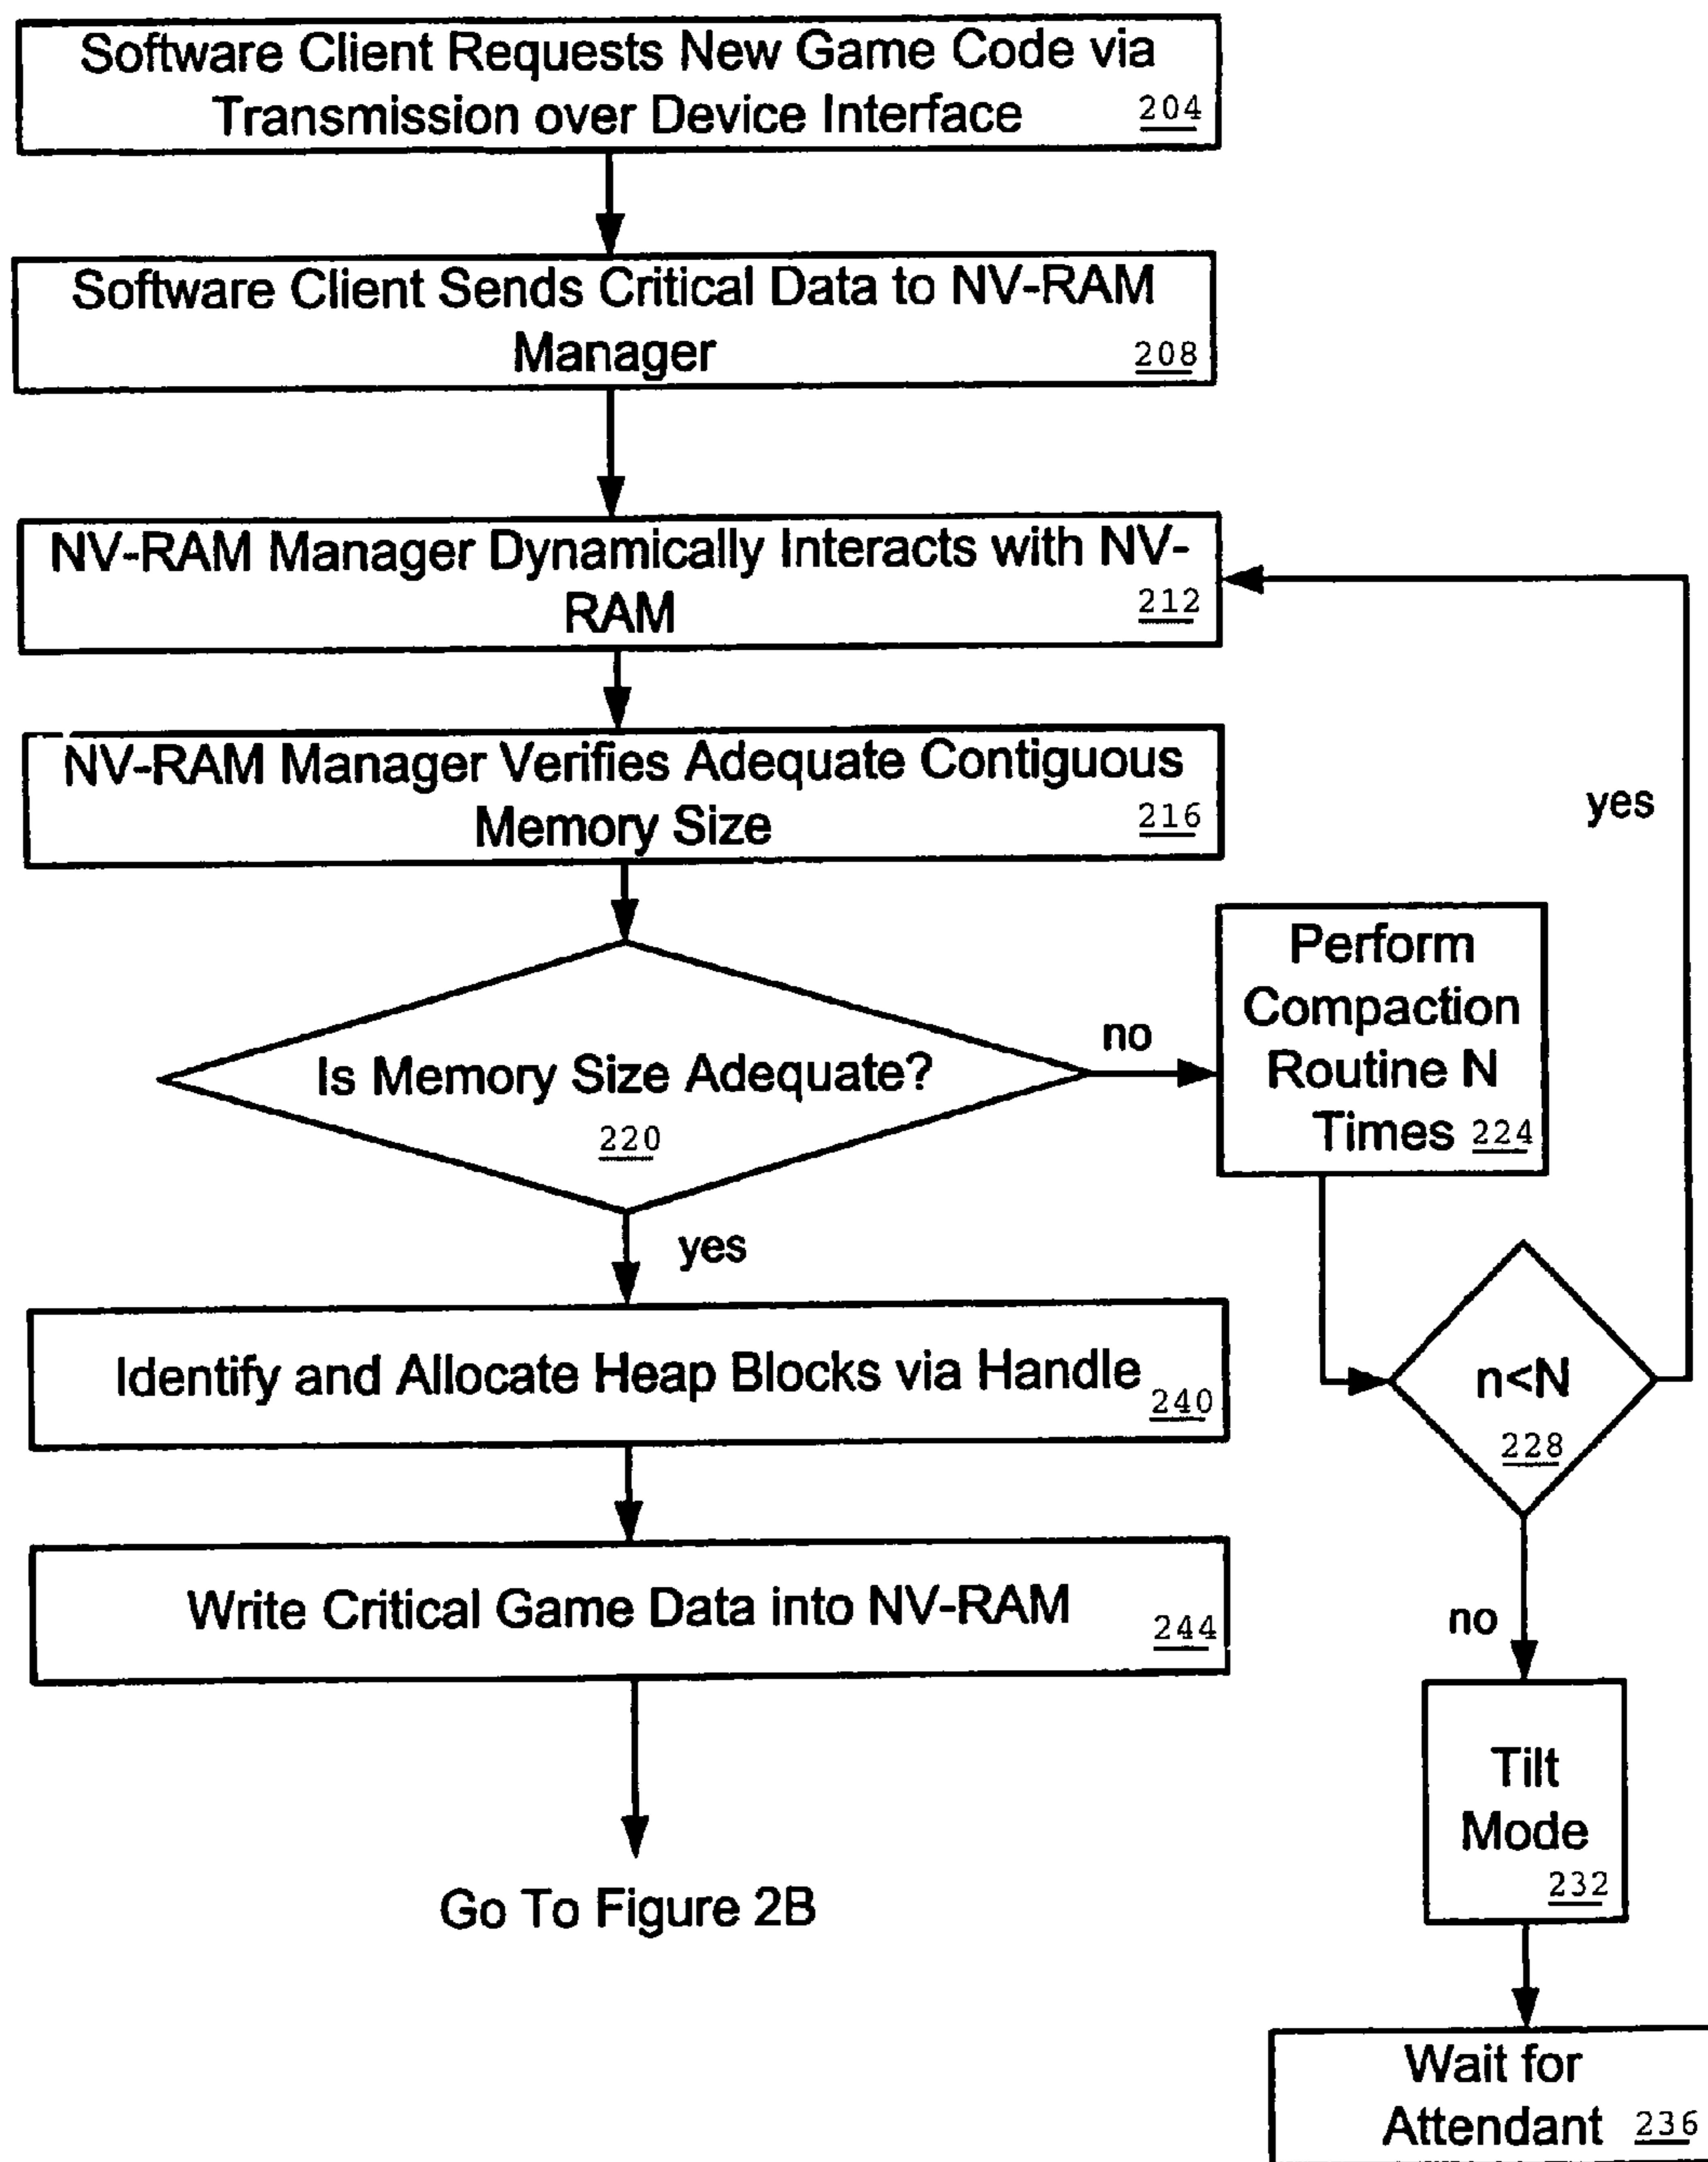 Software Client Requests New Game Code via
Transmission over Device Interface 204
Software Client Sends Critical Data to NV-RAM
Manager 208
NV-RAM Manager Dynamically Interacts with NV-
RAM 212
NV-RAM Manager Verifies Adequate Contiguous
Memory Size 216
yes
Is Memory Size Adequate?
220
no
Perform
Compaction
Routine N
Times 224
yes
n<N
228
Identify and Allocate Heap Blocks via Handle 240
Write Critical Game Data into NV-RAM 244
no
Tilt
Mode
232
Go To Figure 2B
Wait for
Attendant 236